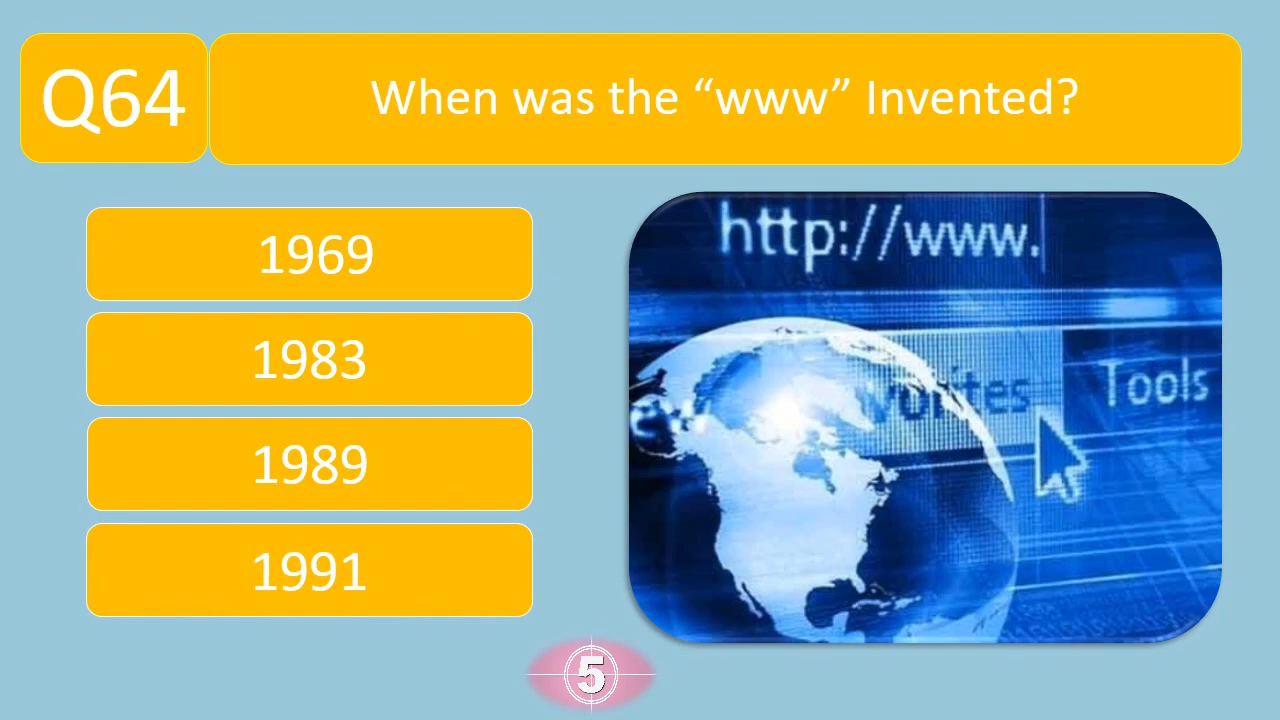 Q64
When was the “www” Invented?
1969
1983
1989
1991
http://www.
Tools
5